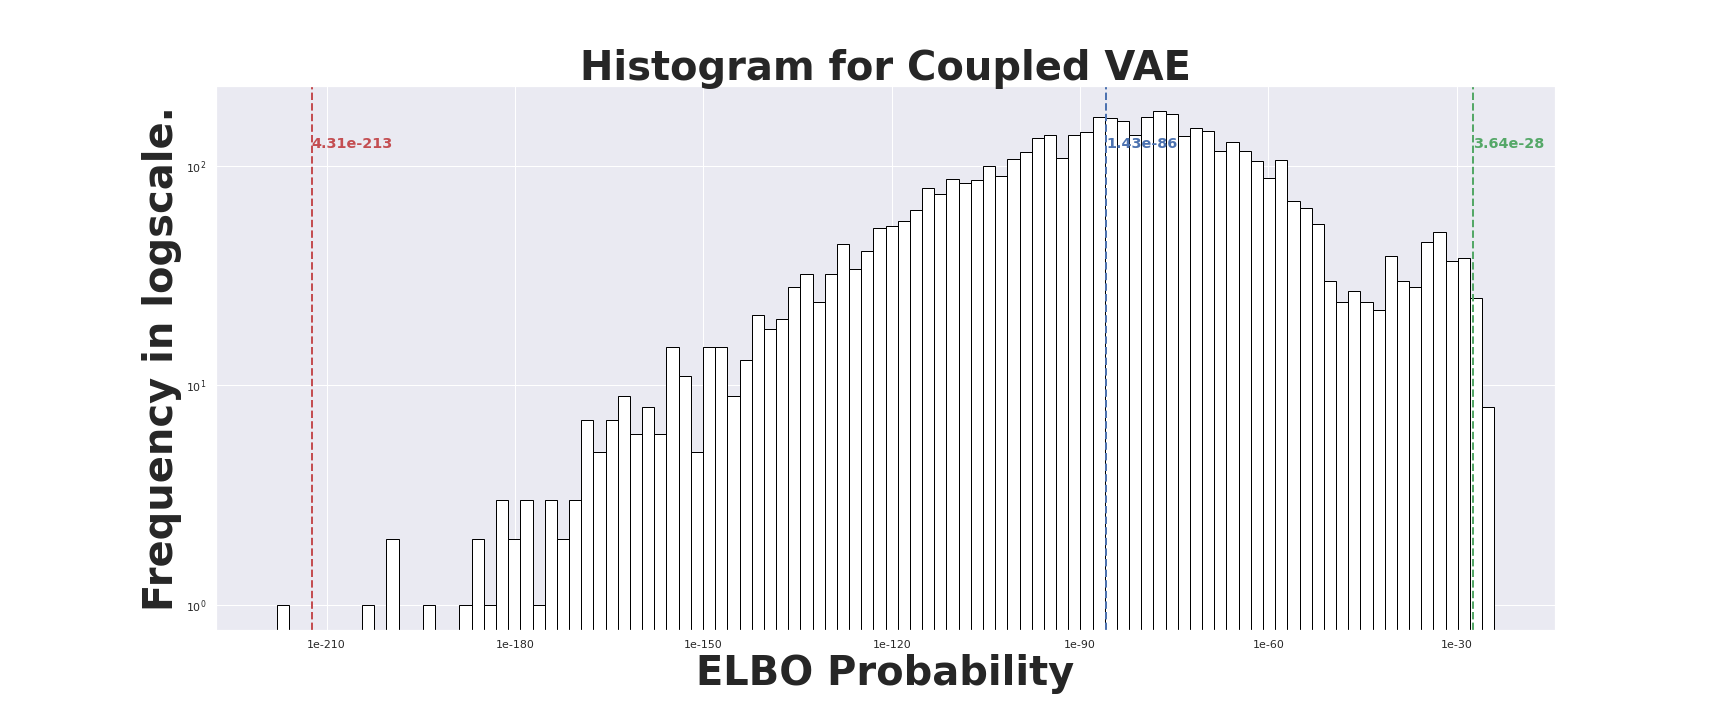 Histogram for Coupled VAE
Frequency in logscale.
10²
10¹
10⁰
4.31e-213
1.43e-86
3.64e-28
1e-210
1e-180
1e-150
1e-120
1e-90
1e-60
1e-30
ELBO Probability